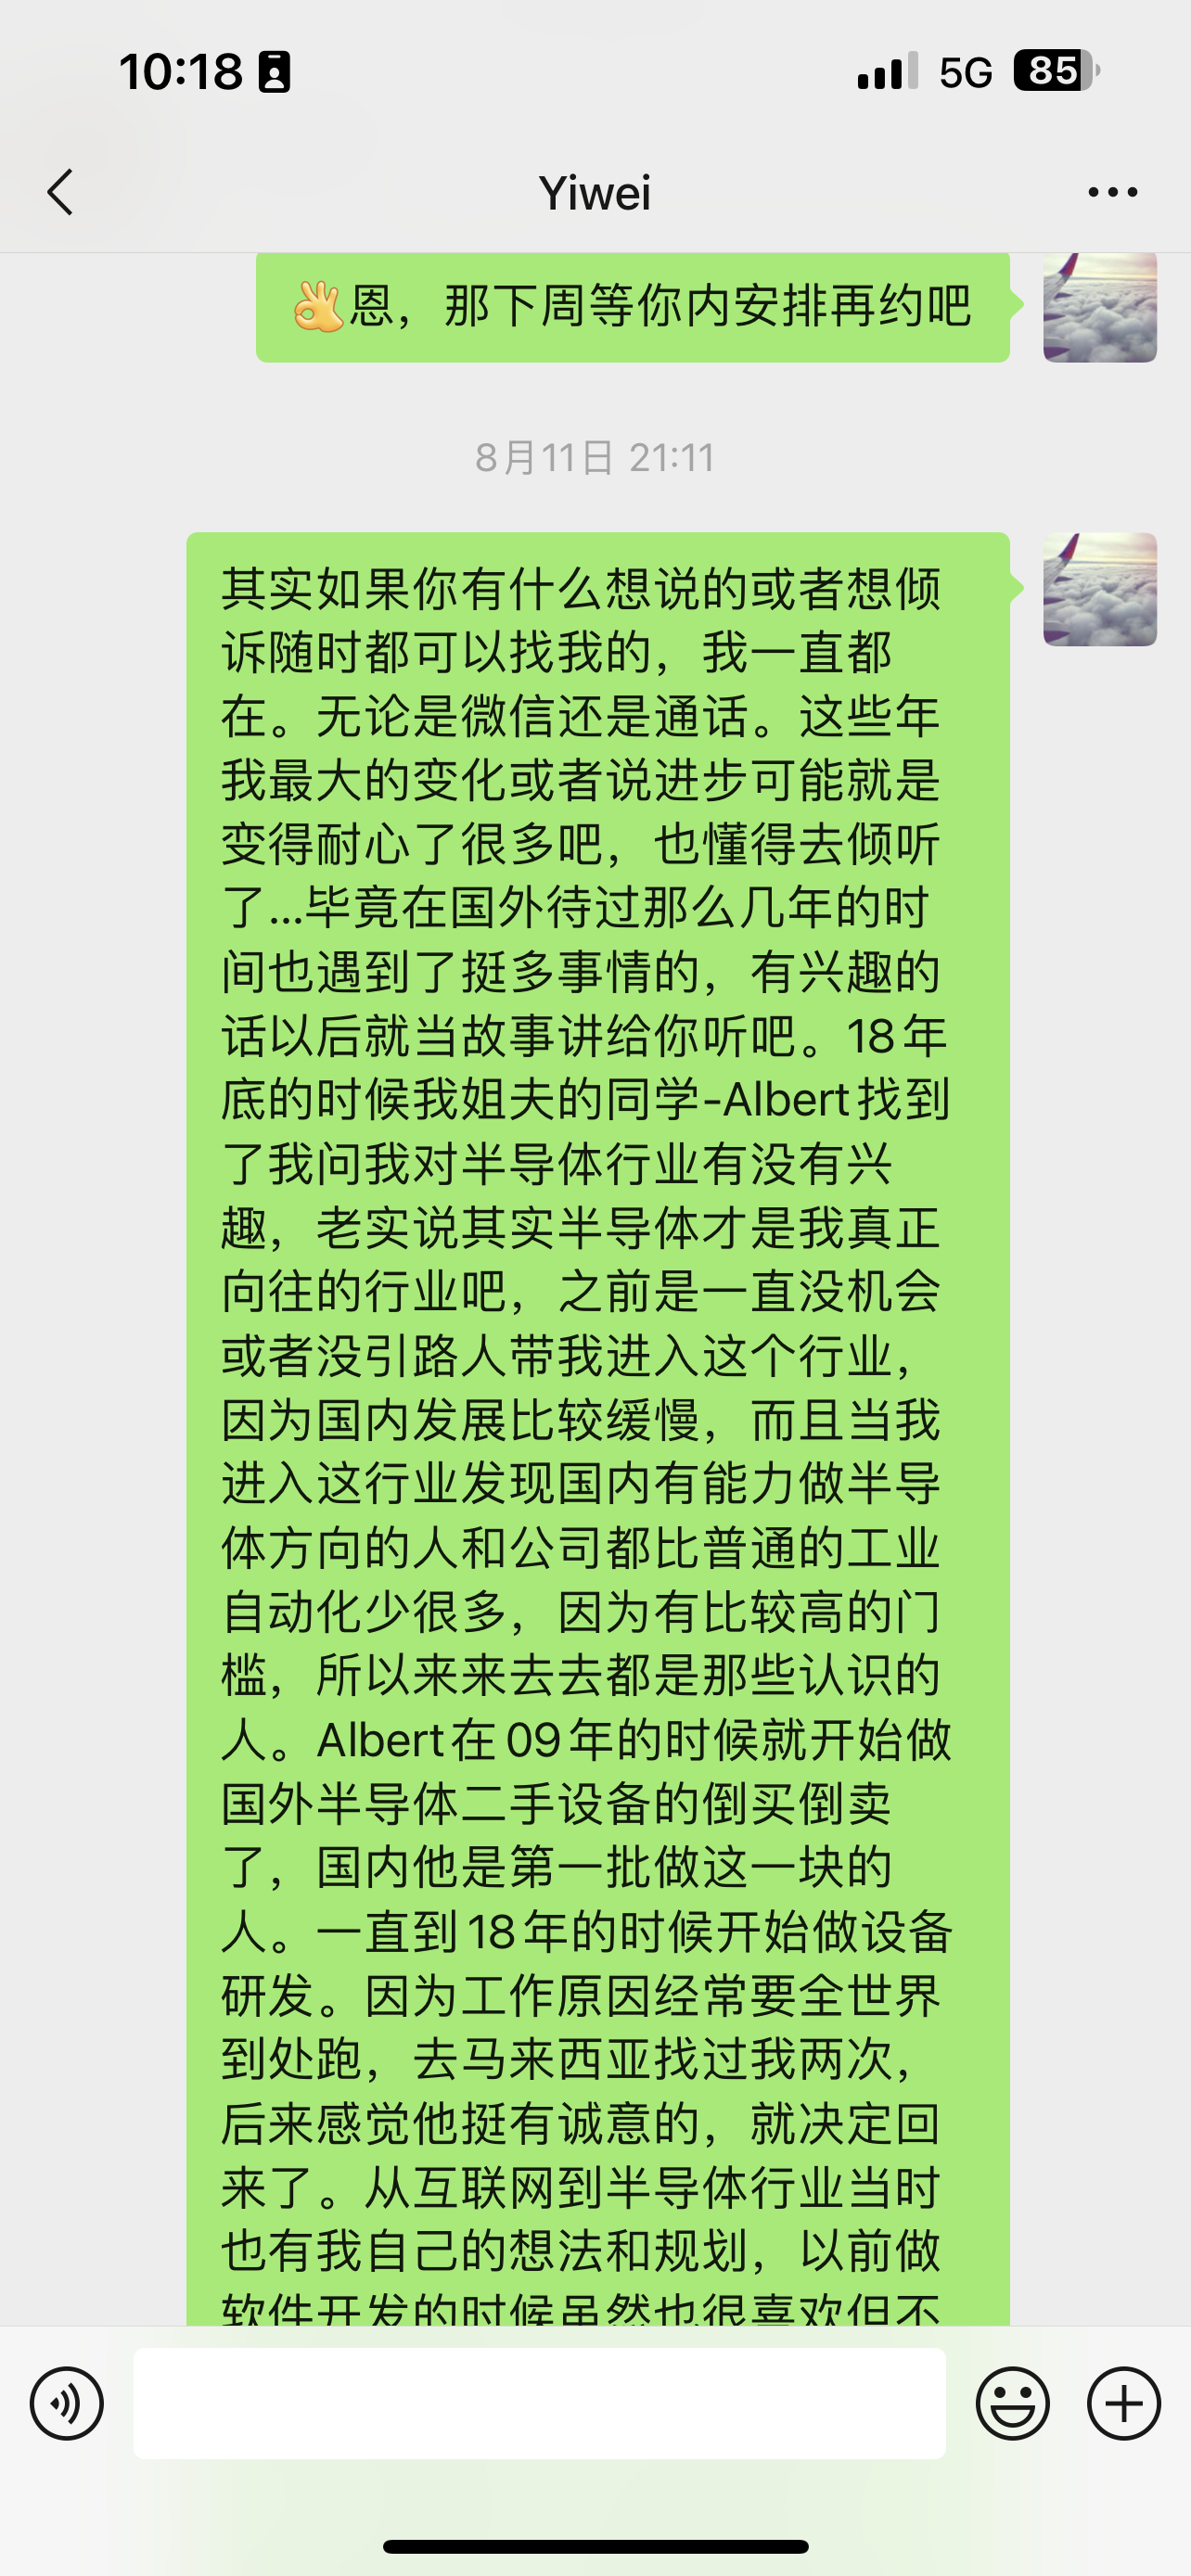 10:18
5G
85
Yiwei
👌恩，那下周等你内安排再约吧
8月11日 21:11
其实如果你有什么想说的或者想倾
诉随时都可以找我的，我一直都
在。无论是微信还是通话。这些年
我最大的变化或者说进步可能就是
变得耐心了很多吧，也懂得去倾听
了...毕竟在国外待过那么几年的时
间也遇到了挺多事情的，有兴趣的
话以后就当故事讲给你听吧。18年
底的时候我姐夫的同学-Albert找到
了我问我对半导体行业有没有兴
趣，老实说其实半导体才是我真正
向往的行业吧，之前是一直没机会
或者没引路人带我进入这个行业，
因为国内发展比较缓慢，而且当我
进入这行业发现国内有能力做半导
体方向的人和公司都比普通的工业
自动化少很多，因为有比较高的门
槛，所以来来去去都是那些认识的
人。Albert在09年的时候就开始做
国外半导体二手设备的倒买倒卖
了，国内他是第一批做这一块的
人。一直到18年的时候开始做设备
研发。因为工作原因经常要全世界
到处跑，去马来西亚找过我两次，
后来感觉他挺有诚意的，就决定回
来了。从互联网到半导体行业当时
也有我自己的想法和规划，以前做
软件开发的时候虽然也很喜欢但不